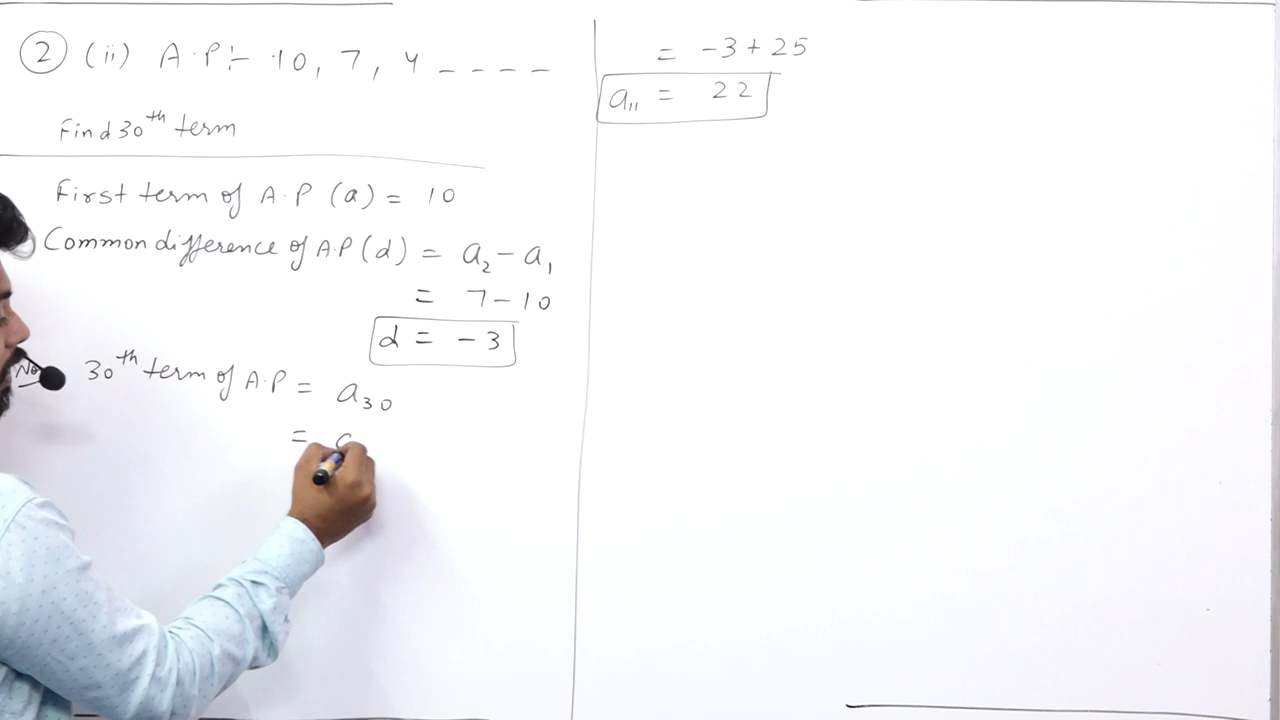 ② (ii) A.P:- 10, 7, 4 ----
Find 30th term
First term of A.P (a) = 10
Common difference of A.P (d) = a₂ - a₁
= 7 - 10
d = -3
30th term of A.P = a₃₀
=
= -3 + 25
a₁₁ = 22